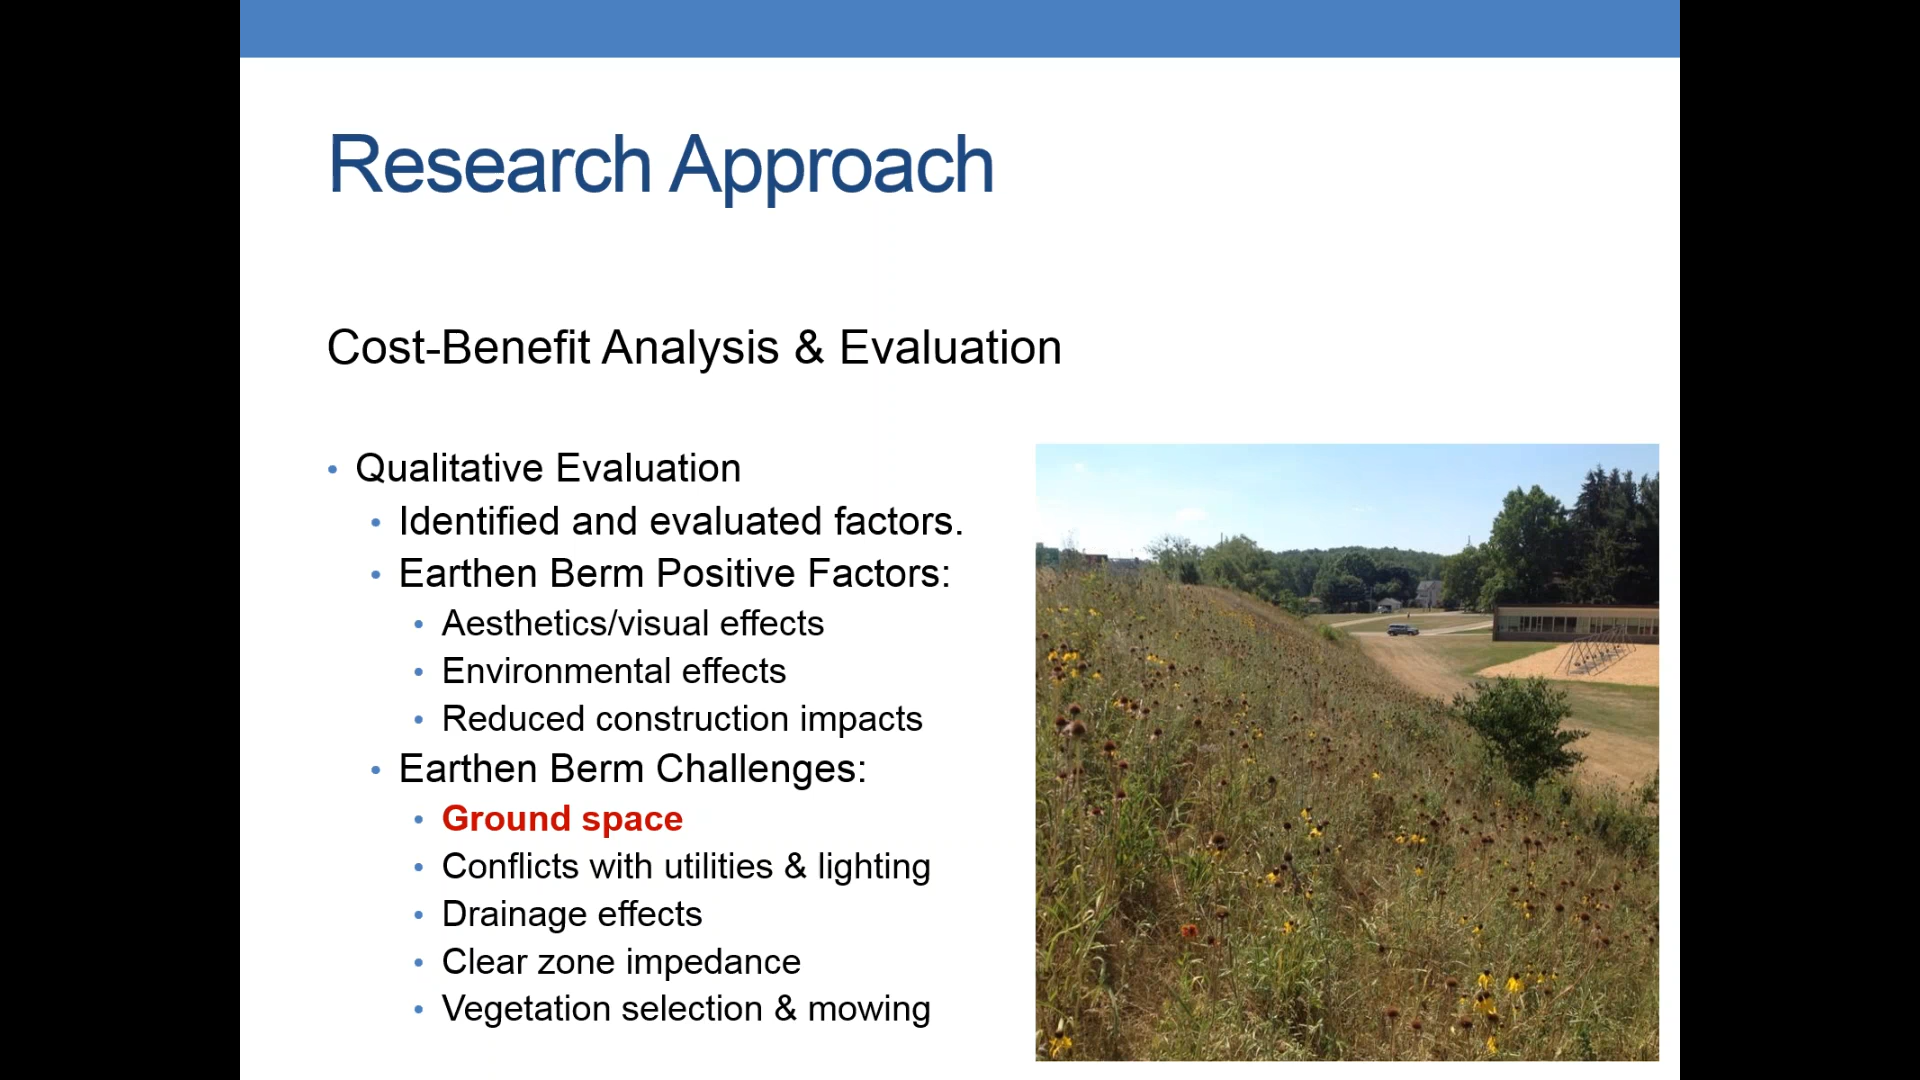 Research Approach
Cost-Benefit Analysis & Evaluation
• Qualitative Evaluation
• Identified and evaluated factors.
• Earthen Berm Positive Factors:
• Aesthetics/visual effects
• Environmental effects
• Reduced construction impacts
• Earthen Berm Challenges:
• Ground space
• Conflicts with utilities & lighting
• Drainage effects
• Clear zone impedance
• Vegetation selection & mowing